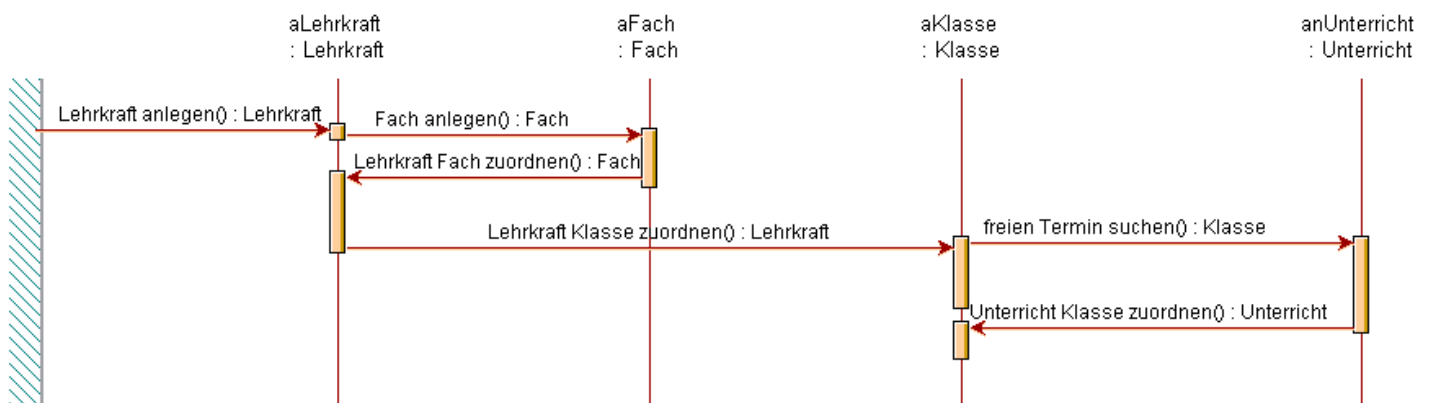 aLehrkraft
: Lehrkraft
aFach
: Fach
aKlasse
: Klasse
anUnterricht
: Unterricht
Lehrkraft anlegen() : Lehrkraft
Fach anlegen() : Fach
Lehrkraft Fach zuordnen() : Fach
Lehrkraft Klasse zuordnen() : Lehrkraft
freien Termin suchen() : Klasse
Unterricht Klasse zuordnen() : Unterricht